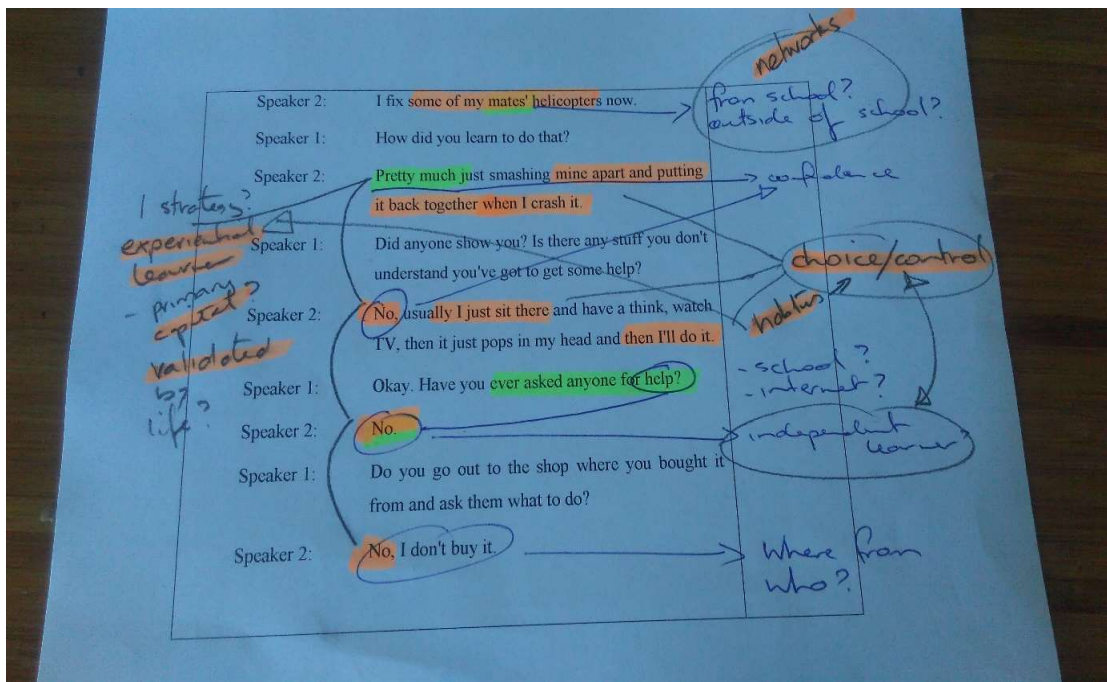 networks
Speaker 2: I fix some of my mates' helicopters now.
from school?
outside of school?
Speaker 1: How did you learn to do that?
Speaker 2: Pretty much just smashing mine apart and putting
it back together when I crash it.
confidence
1 strategy?
experiential
learner
- primary
capital?
validated
by
life?
Speaker 1: Did anyone show you? Is there any stuff you don't
understand you've got to get some help?
choice/control
Speaker 2: No, usually I just sit there and have a think, watch
TV, then it just pops in my head and then I'll do it.
habitus
- school?
- internet?
Speaker 1: Okay. Have you ever asked anyone for help?
Speaker 2: No.
independent
learner
Speaker 1: Do you go out to the shop where you bought it
from and ask them what to do?
Speaker 2: No, I don't buy it.
Where from
who?